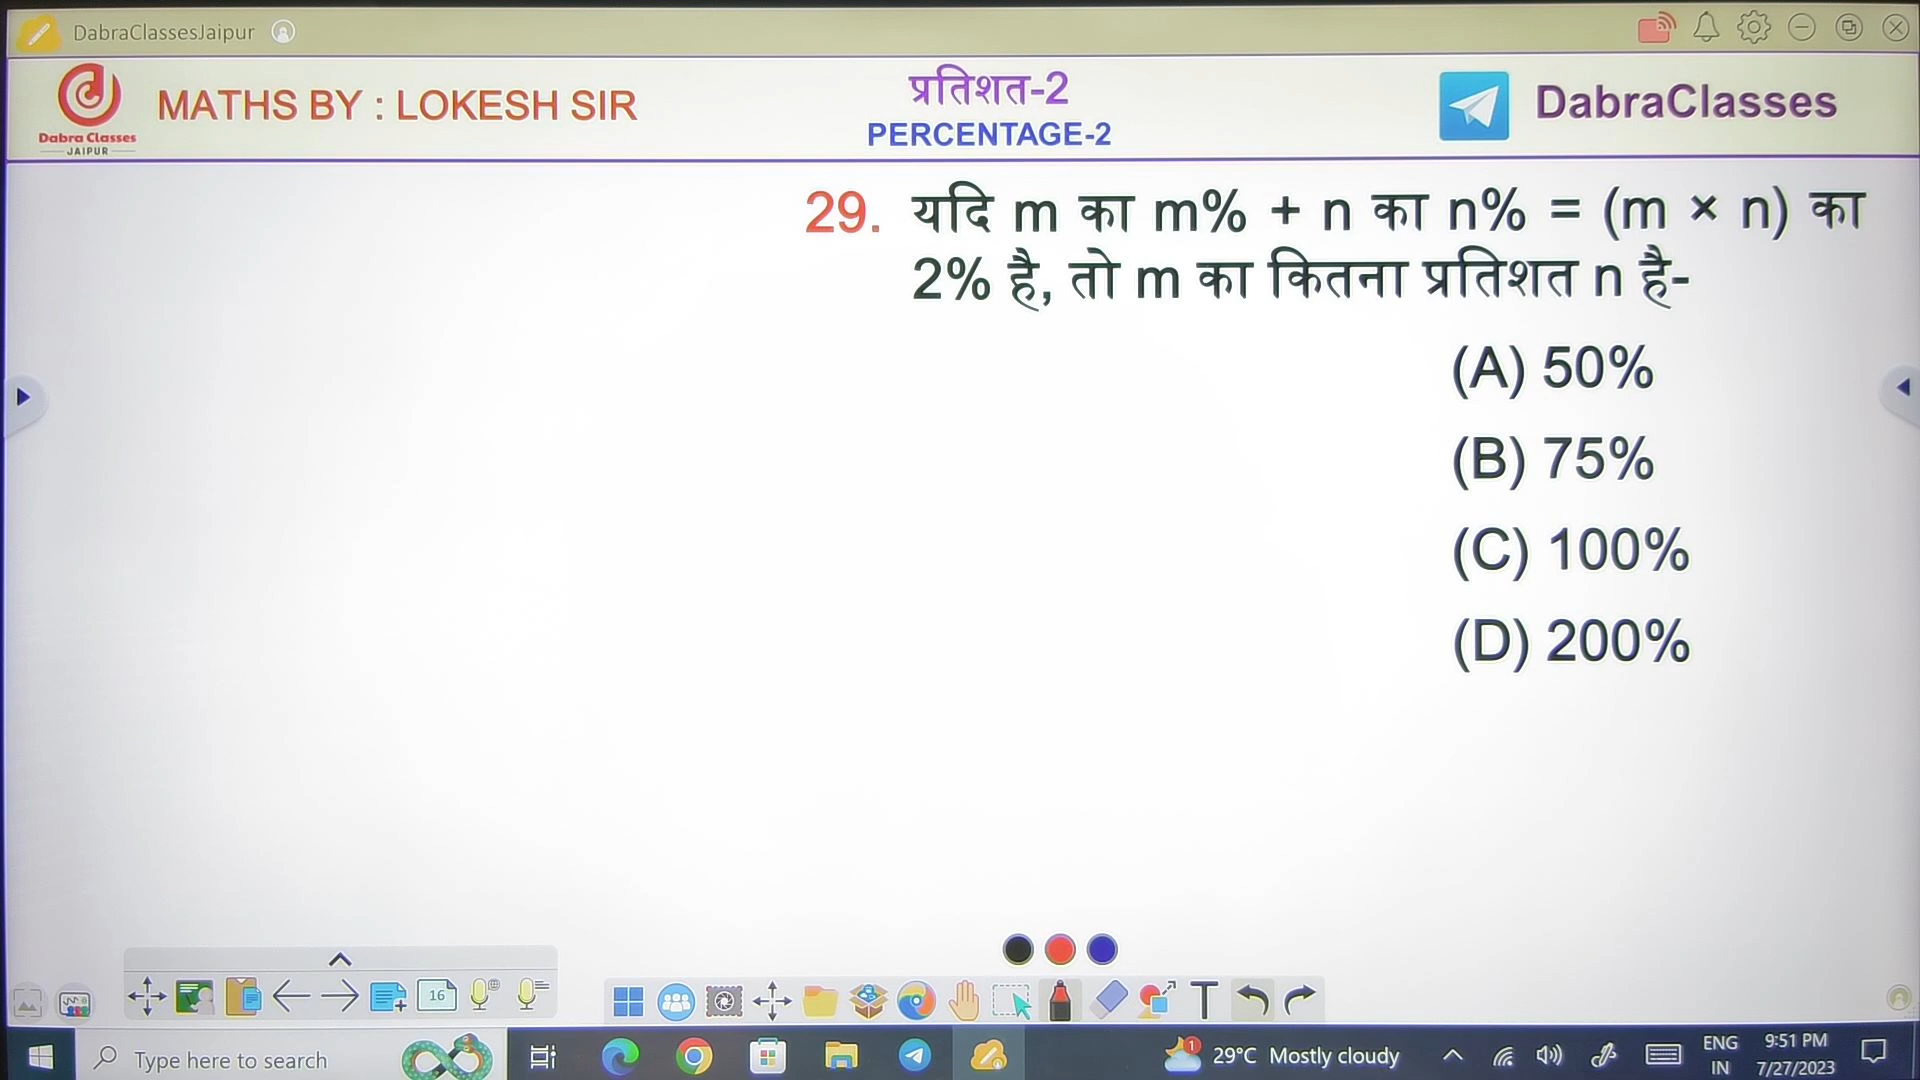 DabraClassesJaipur
Dabra Classes
JAIPUR
MATHS BY : LOKESH SIR
प्रतिशत-2
PERCENTAGE-2
DabraClasses
29. यदि m का m% + n का n% = (m × n) का
2% है, तो m का कितना प्रतिशत n है-
(A) 50%
(B) 75%
(C) 100%
(D) 200%
16
T
Type here to search
1
29°C Mostly cloudy
ENG
IN
9:51 PM
7/27/2023